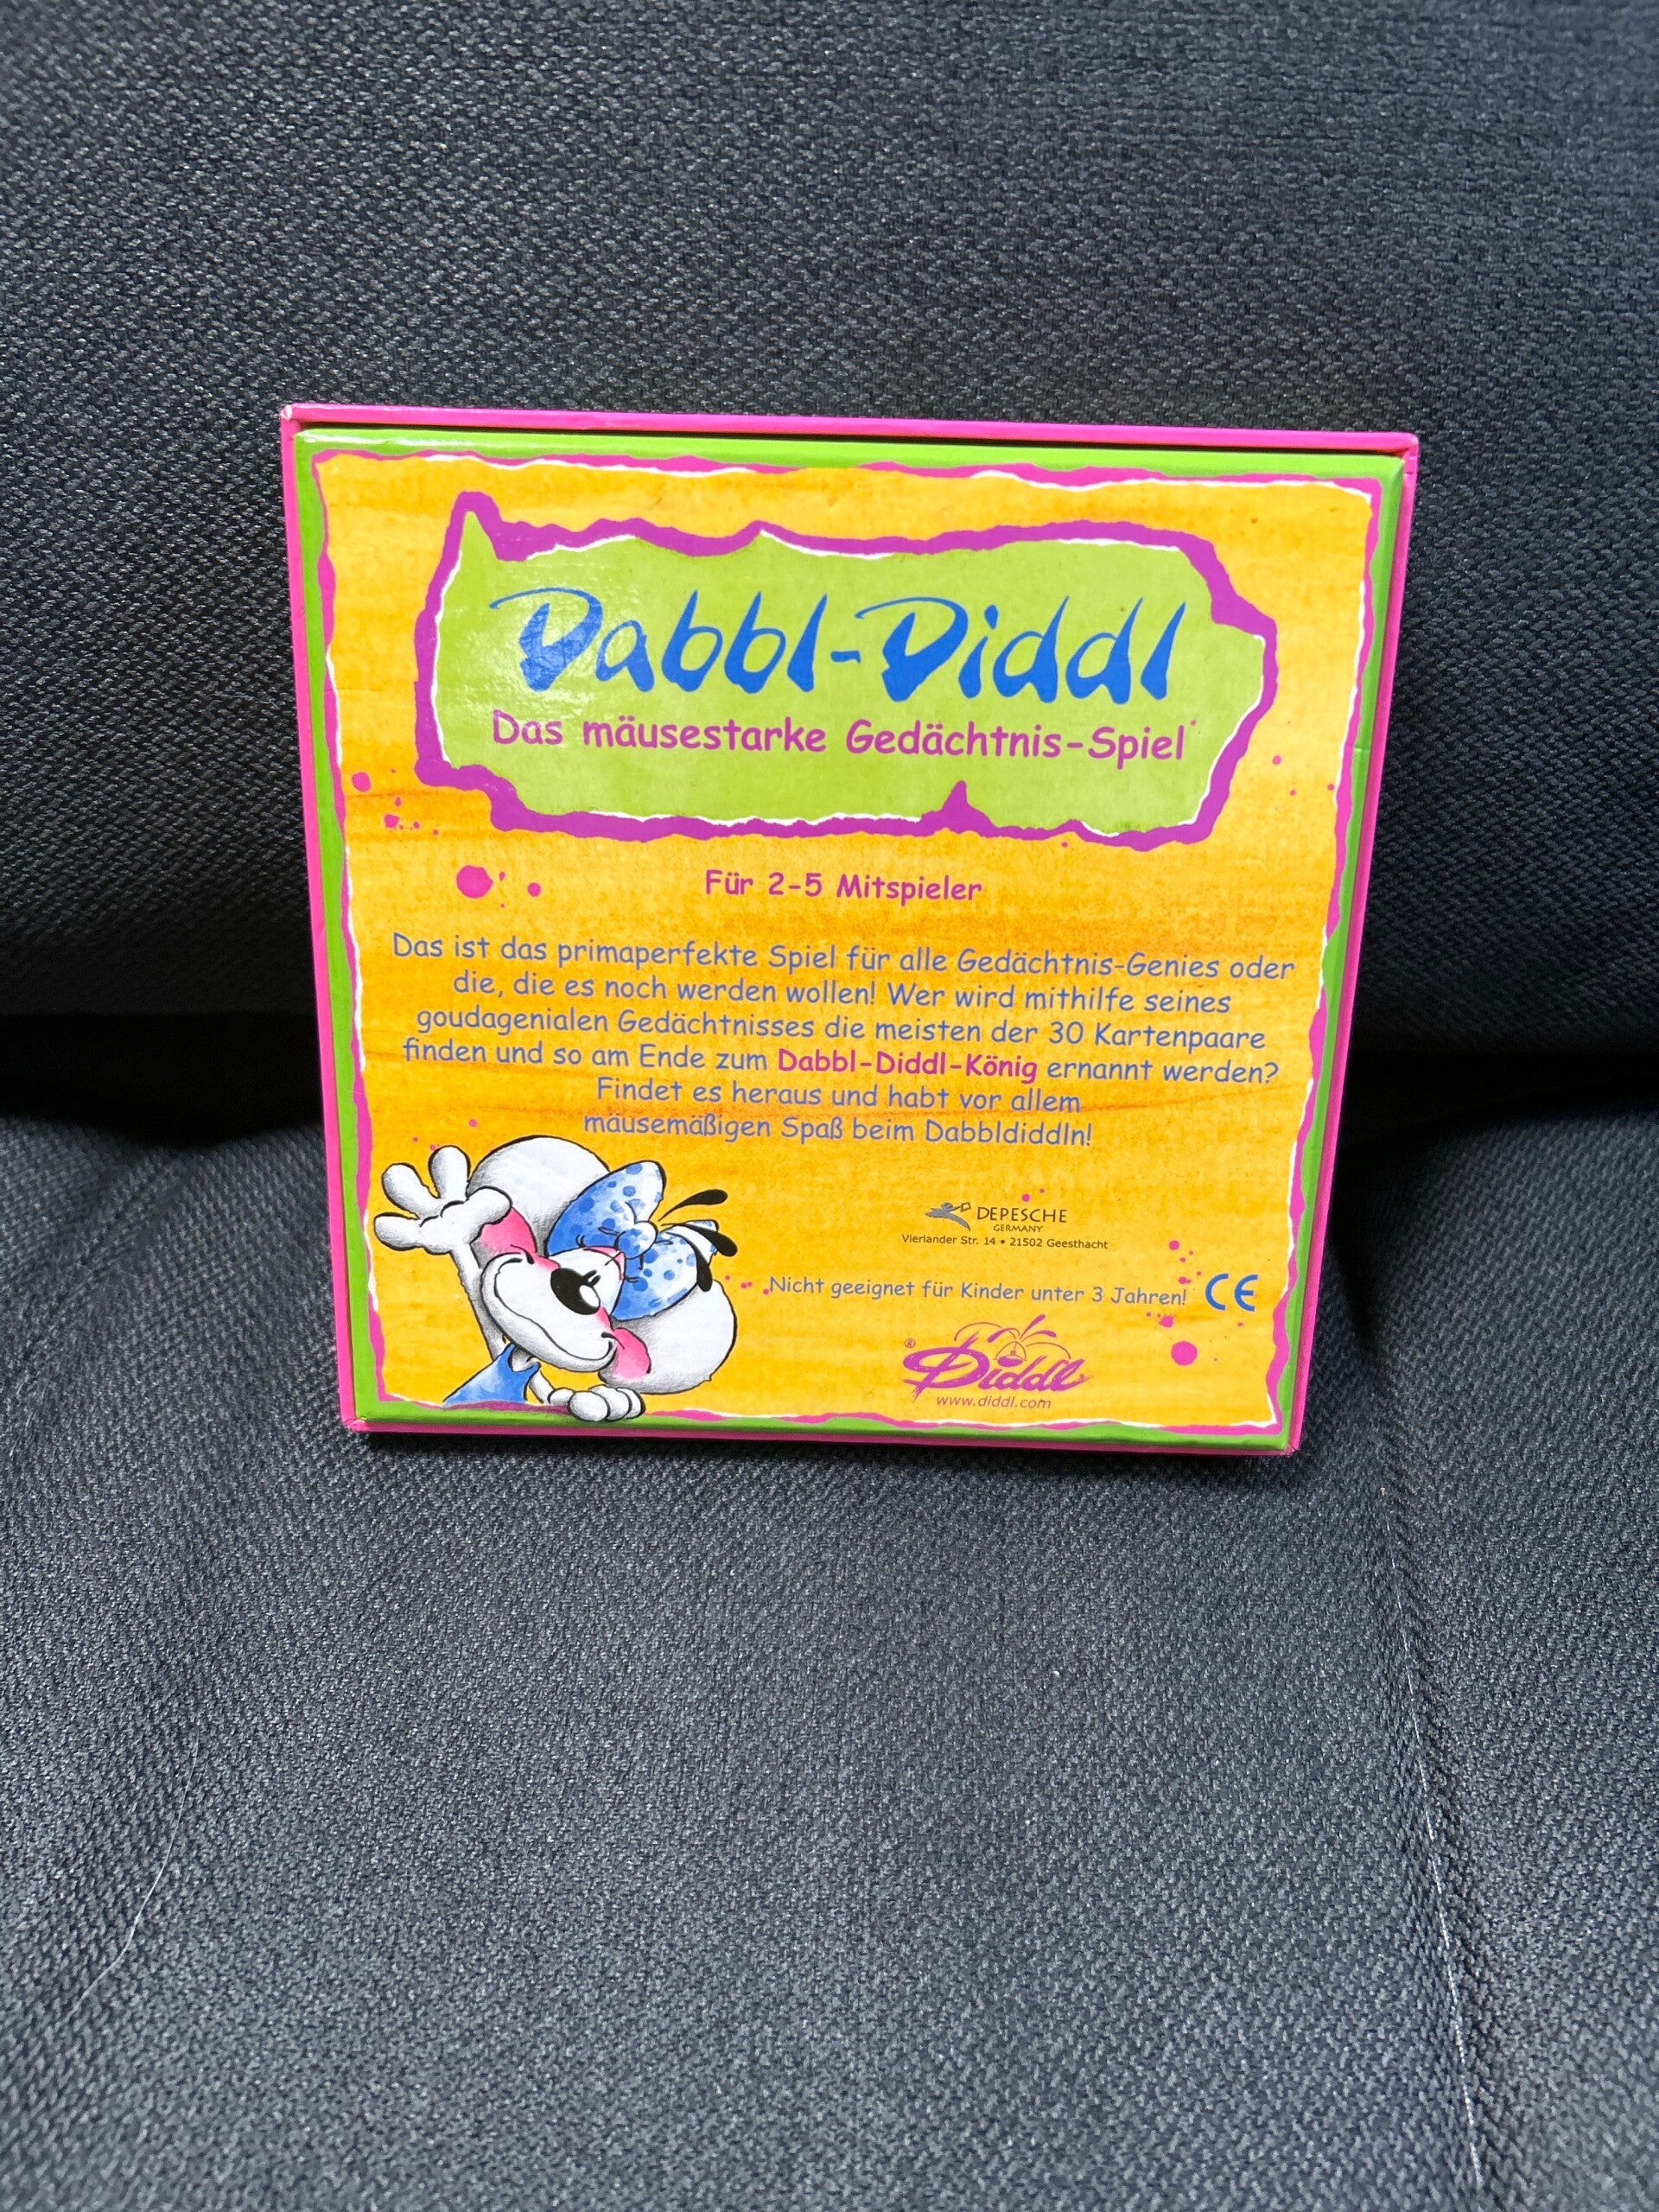 Dabbl-Diddl
Das mäusestarke Gedächtnis-Spiel
Für 2-5 Mitspieler
Das ist das primaperfekte Spiel für alle Gedächtnis-Genies oder
die, die es noch werden wollen! Wer wird mithilfe seines
goudagenialen Gedächtnisses die meisten der 30 Kartenpaare
finden und so am Ende zum Dabbl-Diddl-König ernannt werden?
Findet es heraus und habt vor allem
mäusemäßigen Spaß beim Dabbldiddln!
DEPESCHE
GERMANY
Vierlander Str. 14 • 21502 Geesthacht
Nicht geeignet für Kinder unter 3 Jahren! CE
® Diddl
www.diddl.com